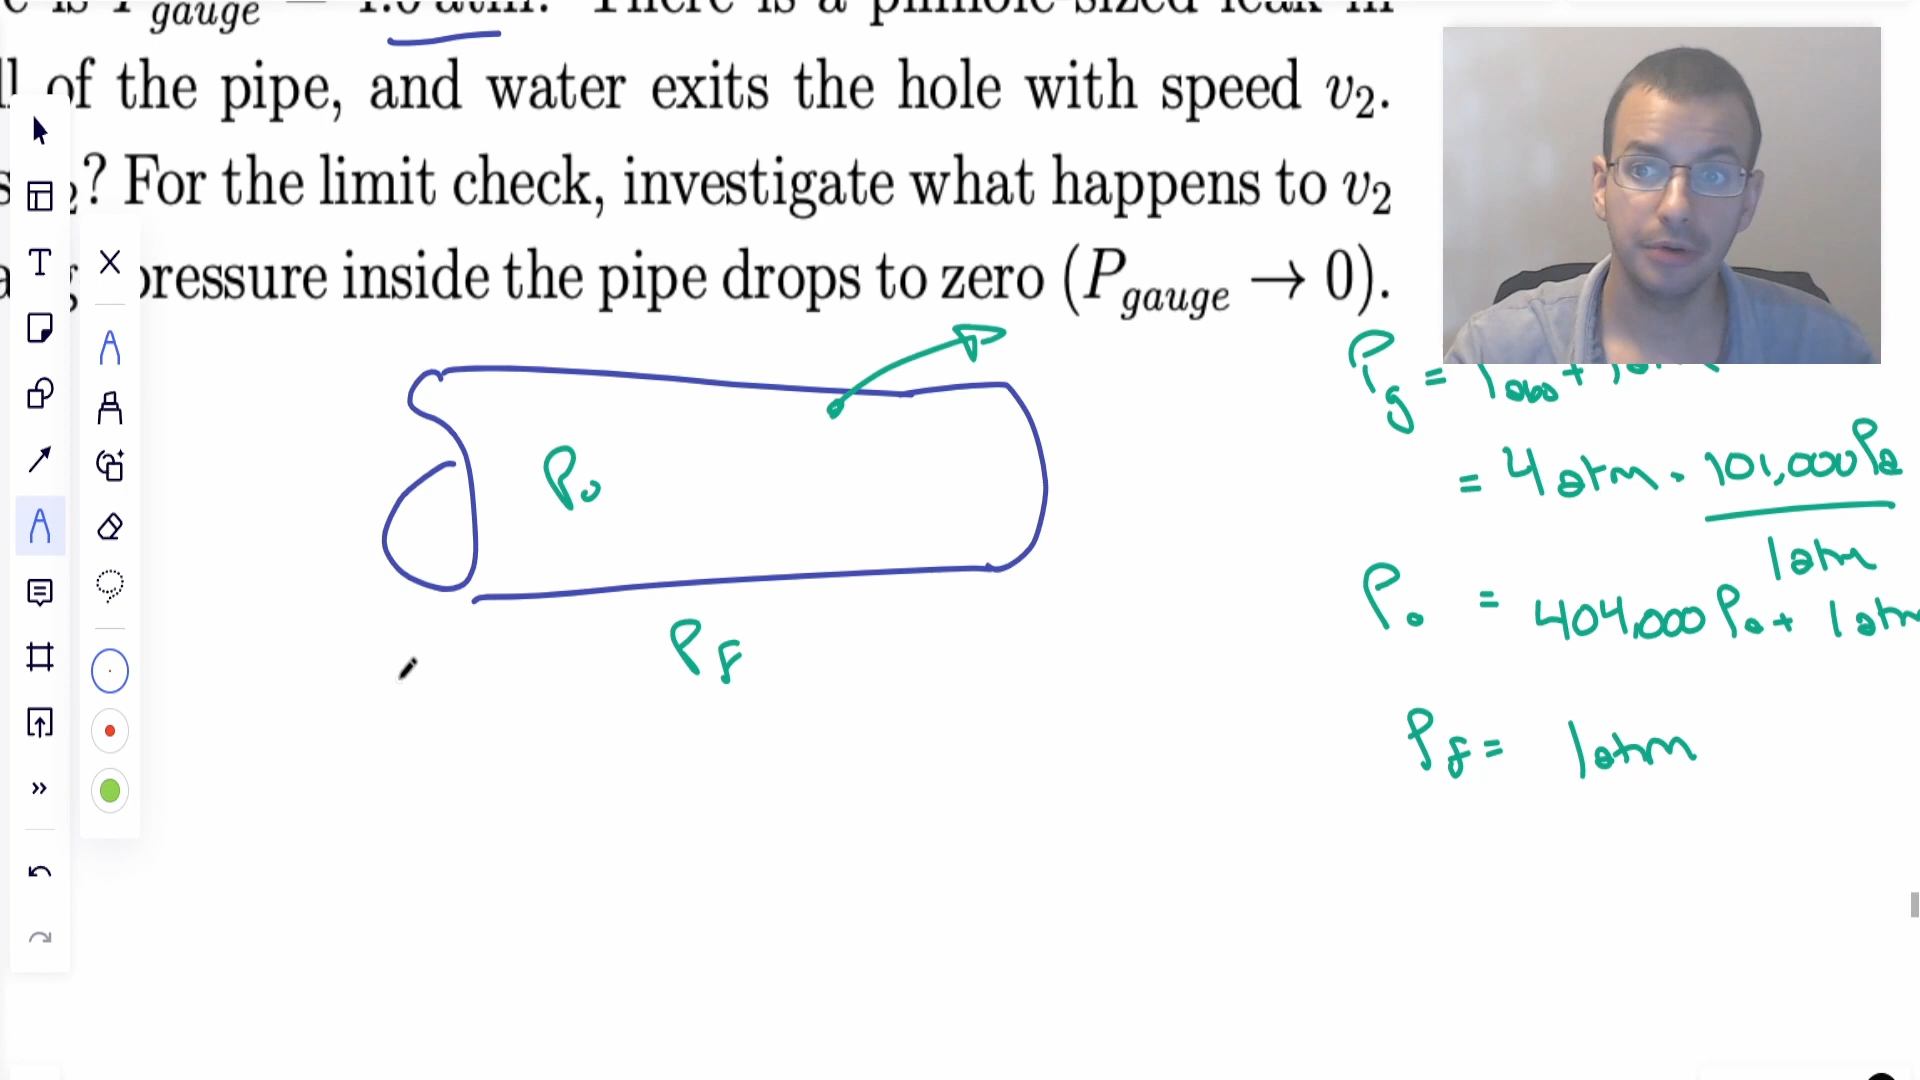 of the pipe, and water exits the hole with speed v₂.
? For the limit check, investigate what happens to v₂
pressure inside the pipe drops to zero (P_gauge → 0).
P_g =
= 4 atm · 101,000 Pa
1 atm
P₀
P₀ = 404,000 Pa + 1 atm
P_F
P_f = 1 atm
T